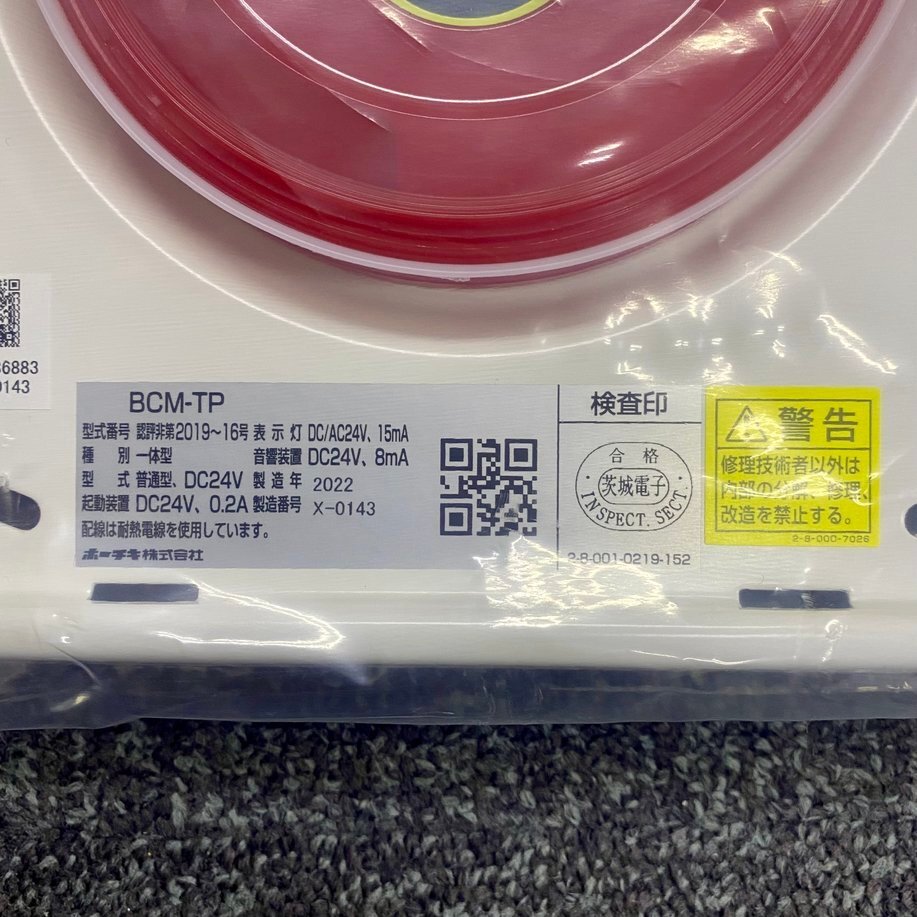 6883
0143
BCM-TP
型式番号 認評非第2019～16号 表示灯 DC/AC24V、15mA
種別 一体型 音響装置 DC24V、8mA
型式 普通型、DC24V 製造年 2022
起動装置 DC24V、0.2A 製造番号 X-0143
配線は耐熱電線を使用しています。
ホーチキ株式会社
検査印
合格
茨城電子
INSPECT. SECT.
2-8-001-0219-152
警告
修理技術者以外は
内部の分解、修理、
改造を禁止する。
2-8-000-7026